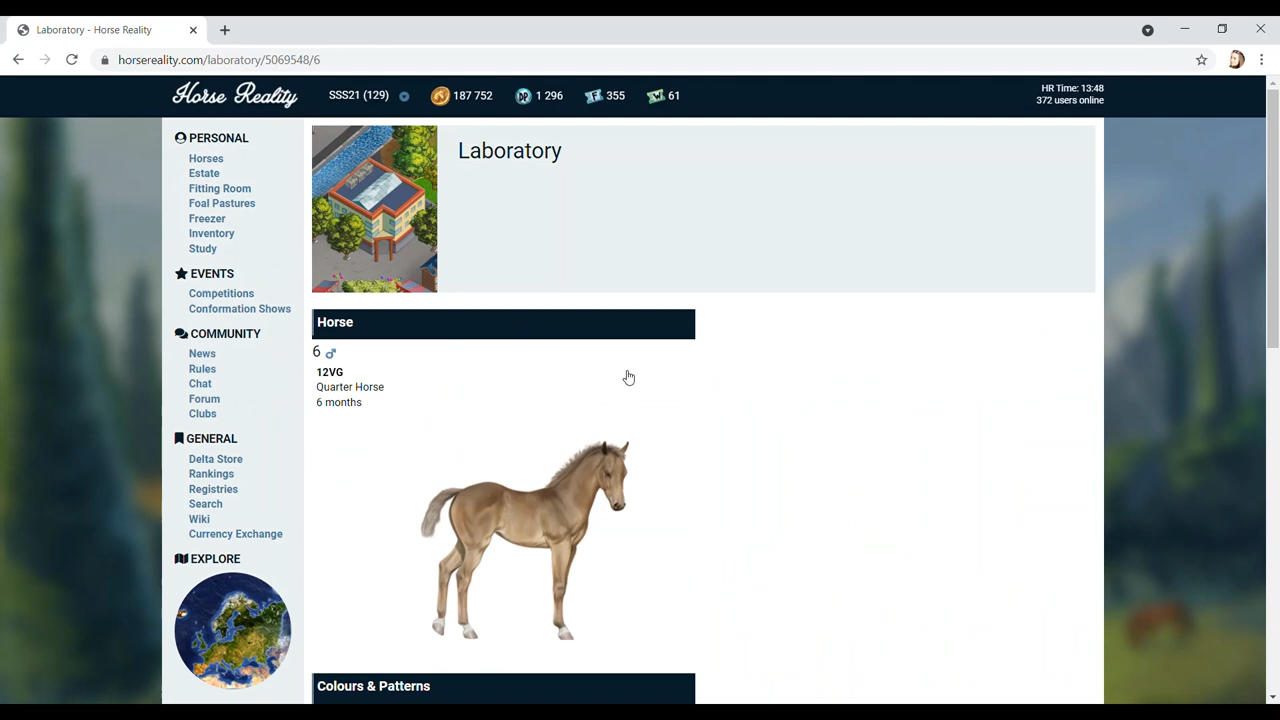 Laboratory - Horse Reality
horsereality.com/laboratory/5069548/6
Horse Reality
SSS21 (129)
187 752
DP 1 296
F 355
W 61
HR Time: 13:48
372 users online
PERSONAL
Horses
Estate
Fitting Room
Foal Pastures
Freezer
Inventory
Study
EVENTS
Competitions
Conformation Shows
COMMUNITY
News
Rules
Chat
Forum
Clubs
GENERAL
Delta Store
Rankings
Registries
Search
Wiki
Currency Exchange
EXPLORE
Laboratory
Horse
6 ♂
12VG
Quarter Horse
6 months
Colours & Patterns